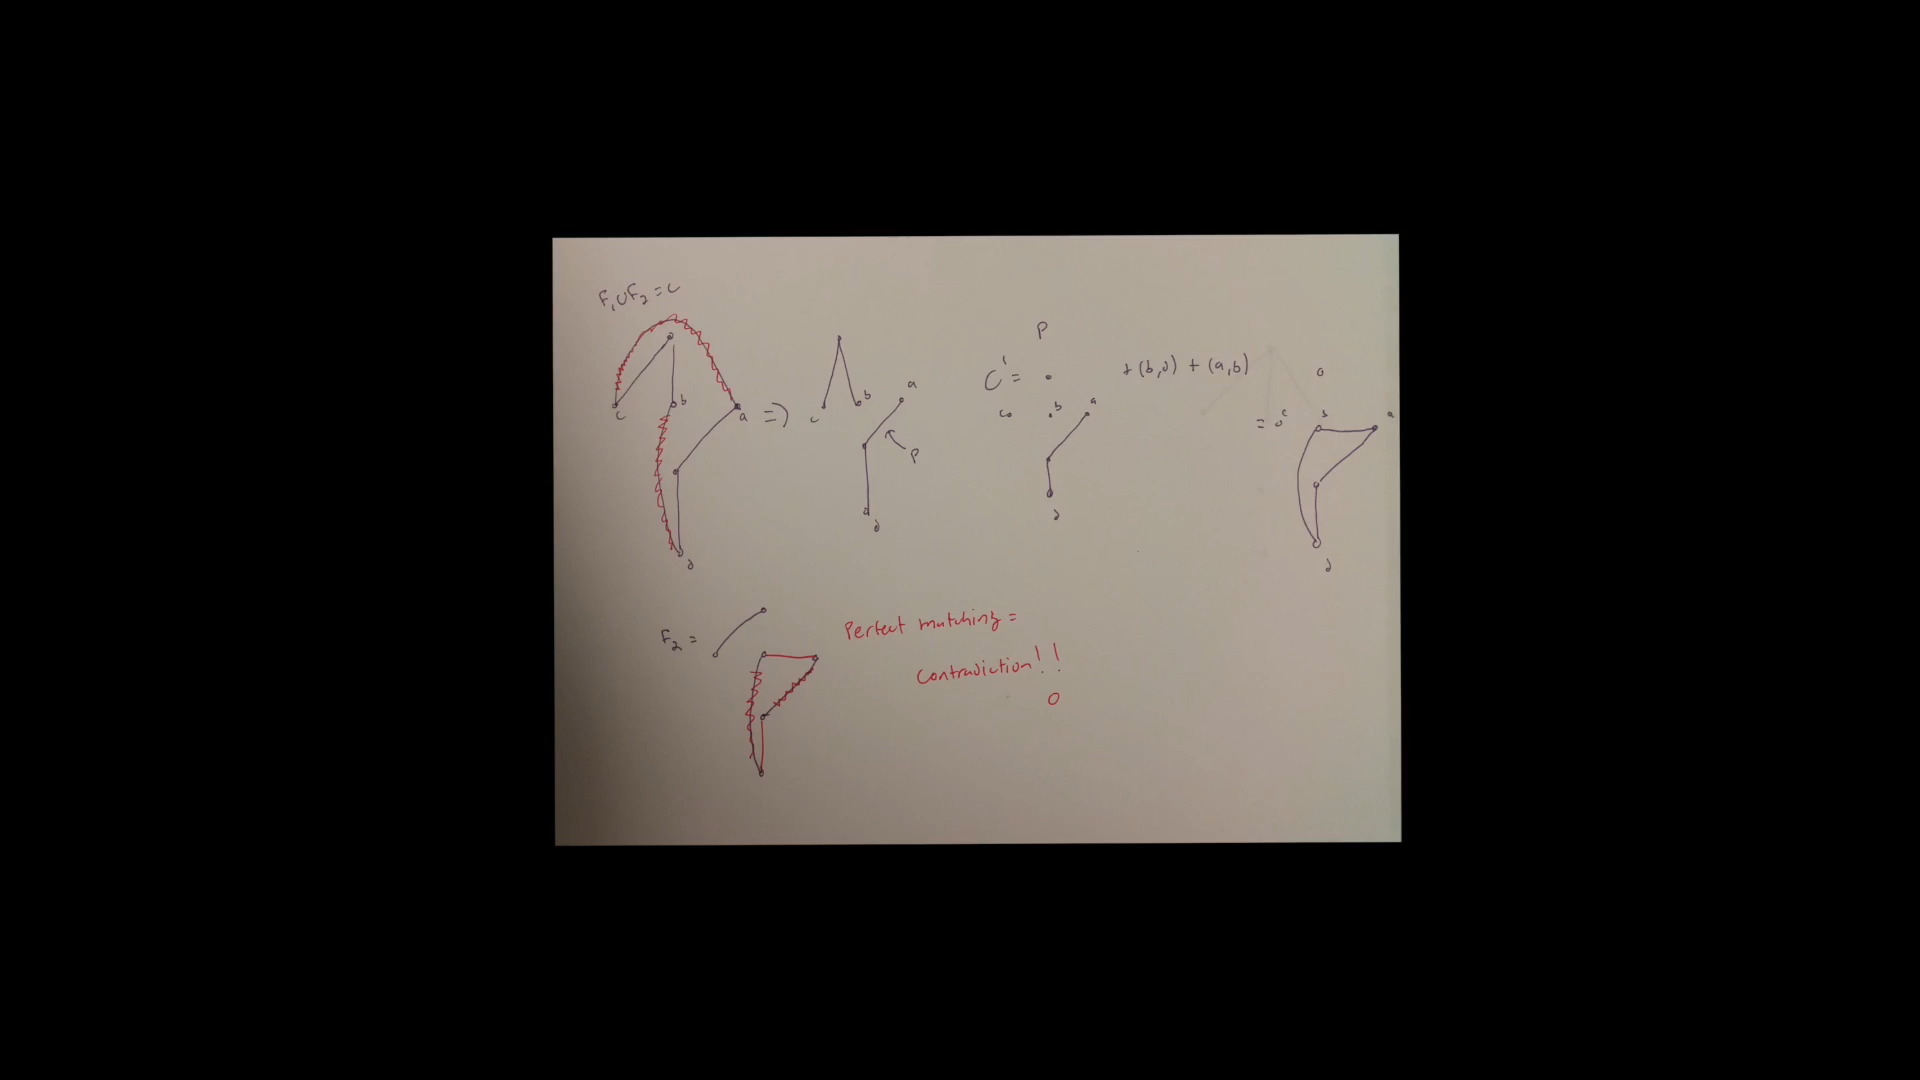 F₁∪F₂ = C
c b a ⇒ c b a P d
d
P
C' = c b a d + (b,d) + (a,b)
= c b a d
F₂ =
Perfect matching =
Contradiction!!